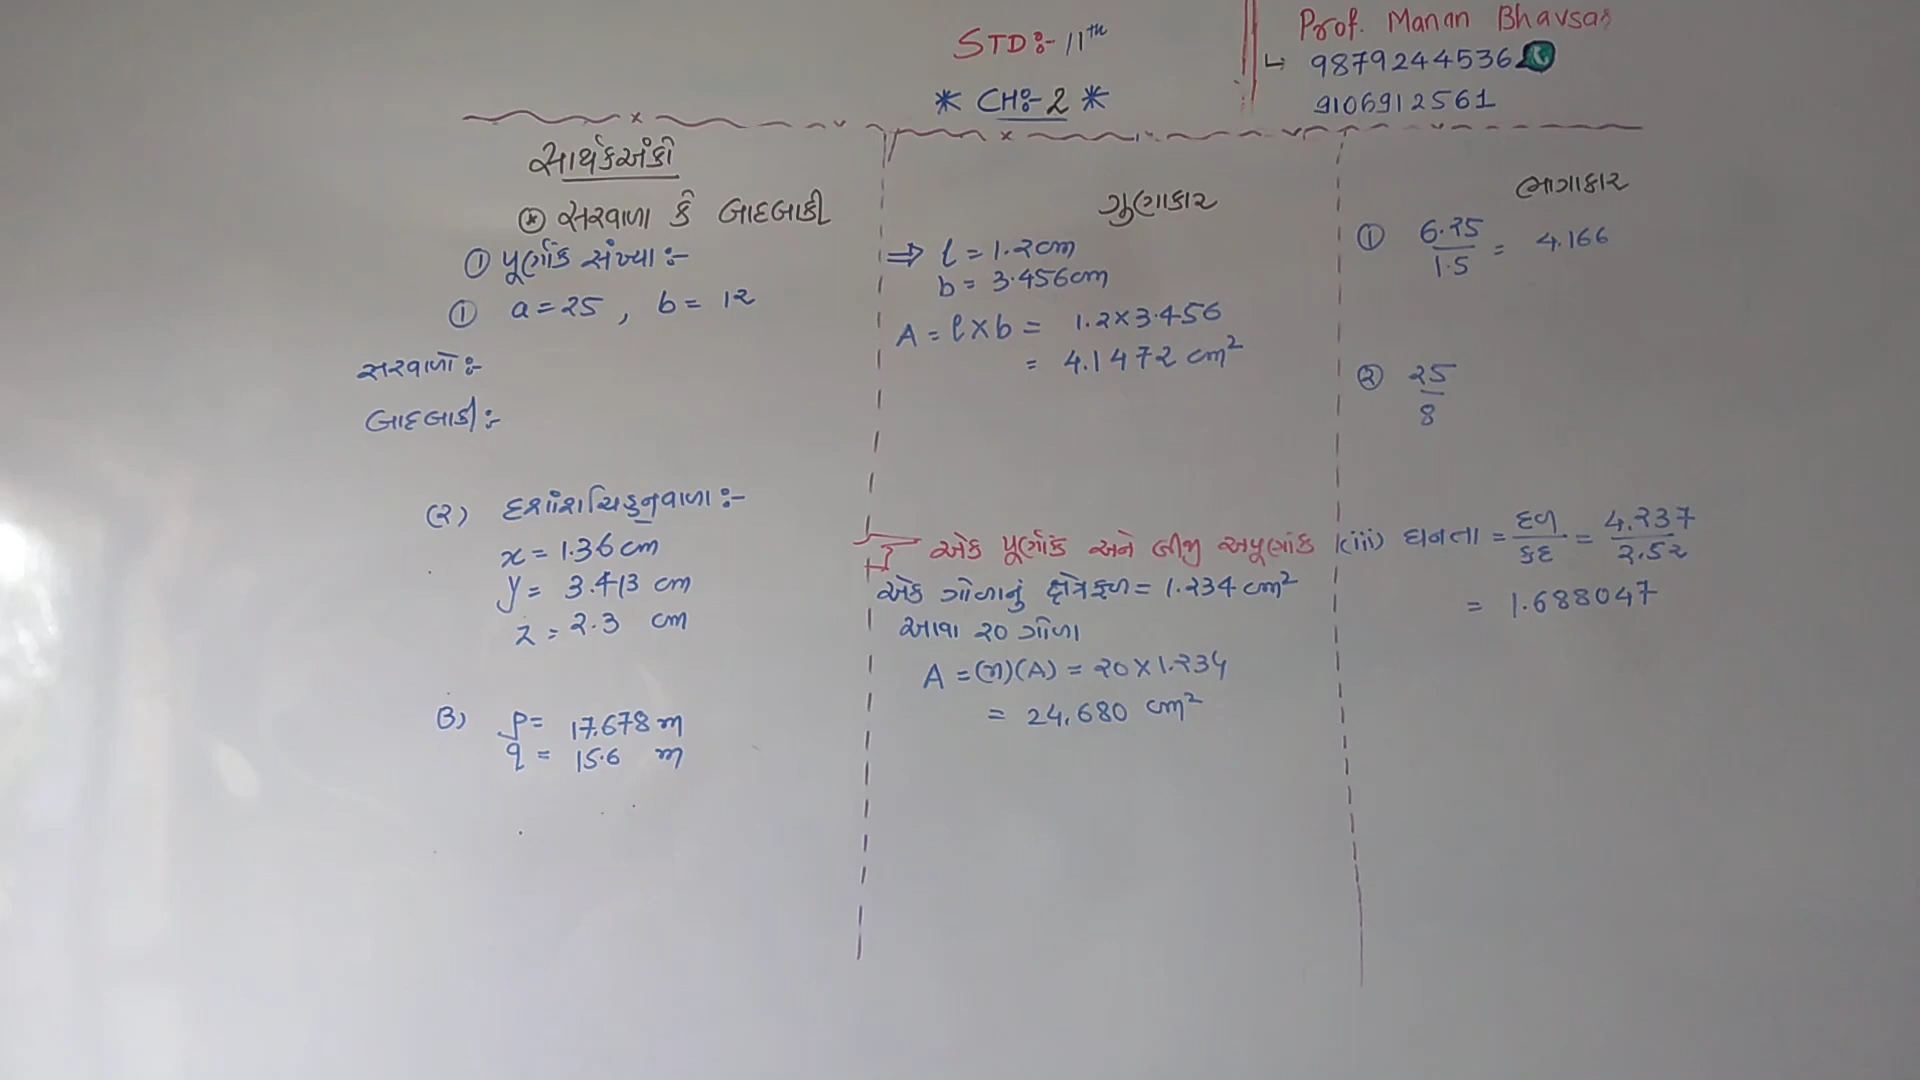 STD:- 11th
* CH:- 2 *
Prof. Manan Bhavsar
↳ 9879244536
9106912561
સાર્થક અંકો
* સરવાળા કે બાદબાકી
① પૂર્ણાંક સંખ્યા :-
① a = 25 , b = 12
સરવાળો :-
બાદબાકી :-
(૨) દશાંશચિહ્નવાળા :-
x = 1.36 cm
y = 3.413 cm
z = 2.3 cm
3) p = 17.678 m
q = 15.6 m
ગુણાકાર
⇒ l = 1.2 cm
b = 3.456 cm
A = l × b = 1.2 × 3.456
= 4.1472 cm²
એક પૂર્ણાંક અને બીજી અપૂર્ણાંક
એક ગોળાનું ક્ષેત્રફળ = 1.234 cm²
આવા ૨૦ ગોળા
A = (n)(A) = 20 × 1.234
= 24.680 cm²
ભાગાકાર
① 6.25/1.5 = 4.166
② 25/8
(iii) ઘનતા = દળ/કદ = 4.237/2.52
= 1.688047